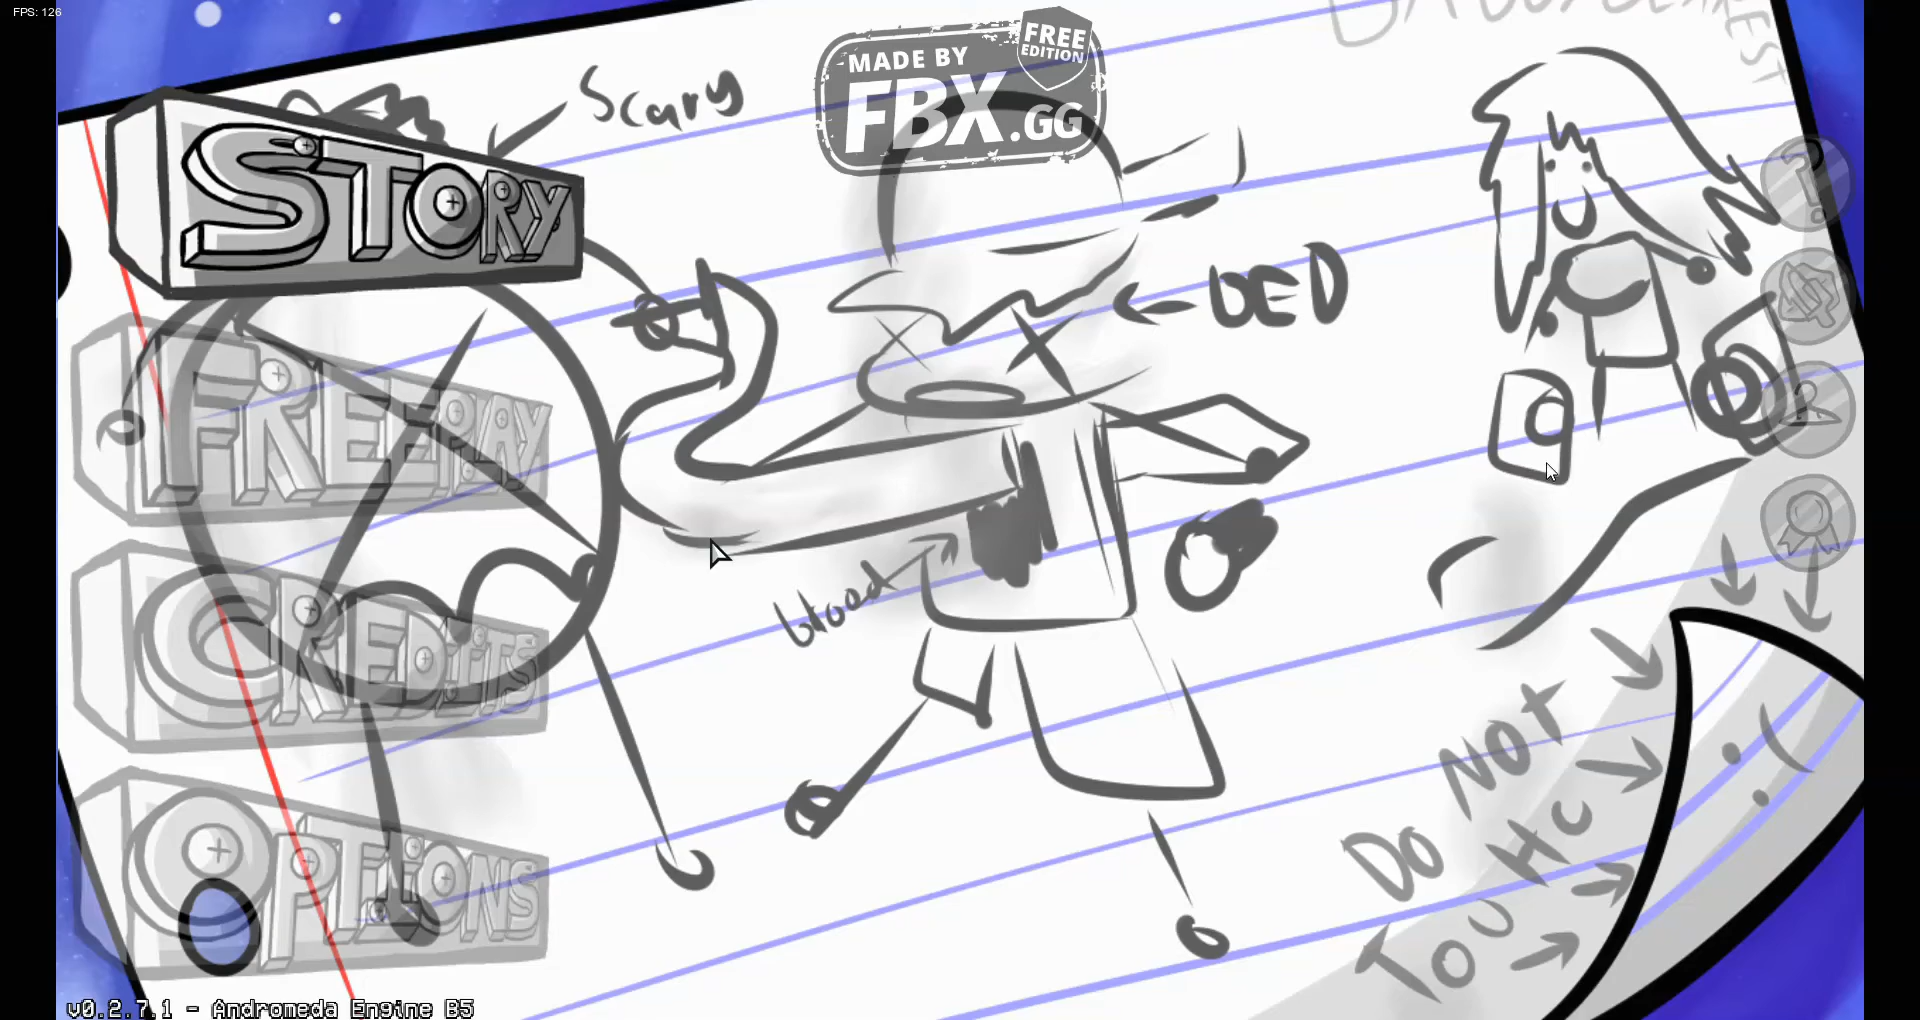 FPS: 126
MADE BY
FREE
EDITION
FBX.GG
Scary
STORY
DED
FREEPLAY
blood
CREDITS
DO NOT
TOUHC
:(
OPTIONS
v0.2.7.1 - Andromeda Engine B5